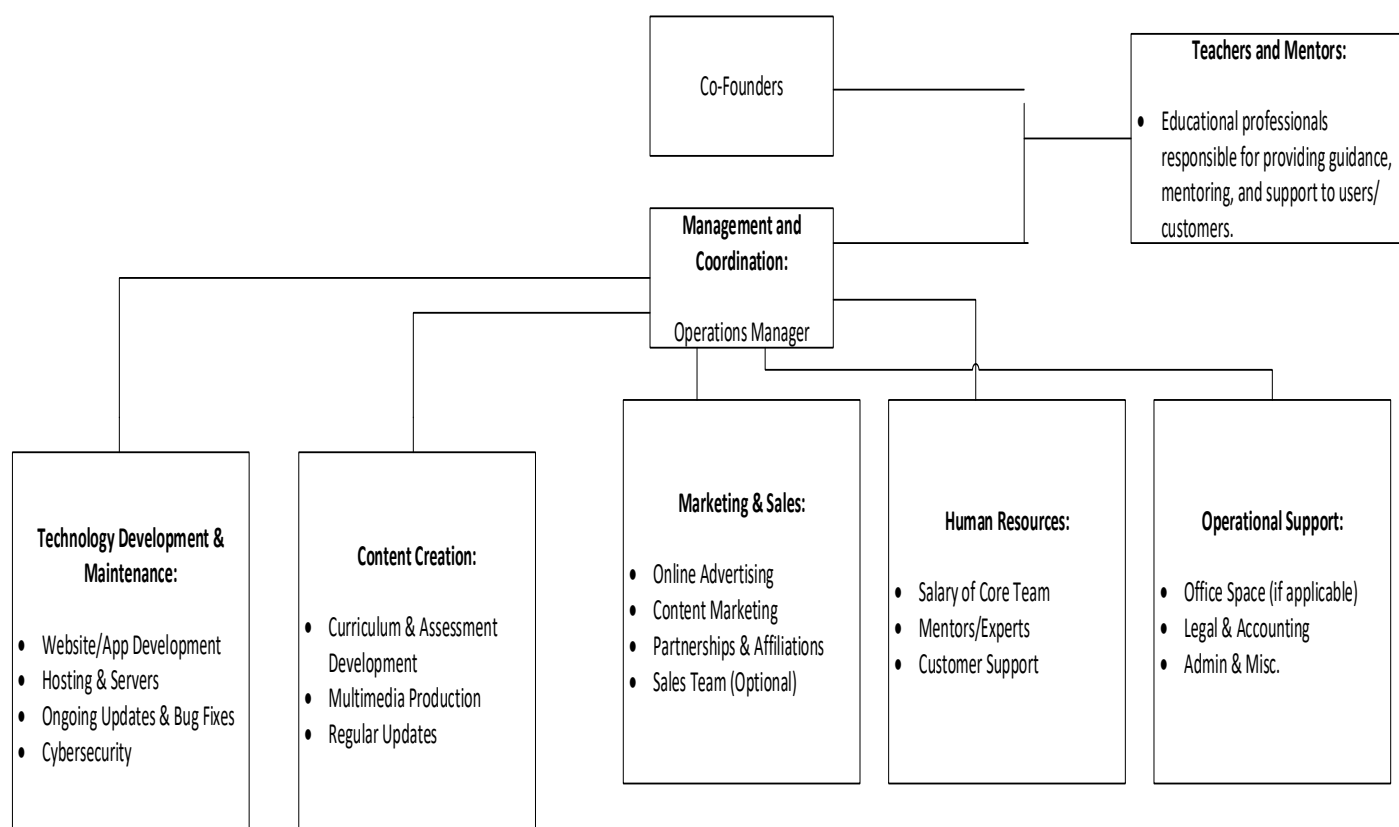 Co-Founders
Teachers and Mentors:
• Educational professionals
responsible for providing guidance,
mentoring, and support to users/
customers.
Management and
Coordination:
Operations Manager
Technology Development &
Maintenance:
• Website/App Development
• Hosting & Servers
• Ongoing Updates & Bug Fixes
• Cybersecurity
Content Creation:
• Curriculum & Assessment
Development
• Multimedia Production
• Regular Updates
Marketing & Sales:
• Online Advertising
• Content Marketing
• Partnerships & Affiliations
• Sales Team (Optional)
Human Resources:
• Salary of Core Team
• Mentors/Experts
• Customer Support
Operational Support:
• Office Space (if applicable)
• Legal & Accounting
• Admin & Misc.